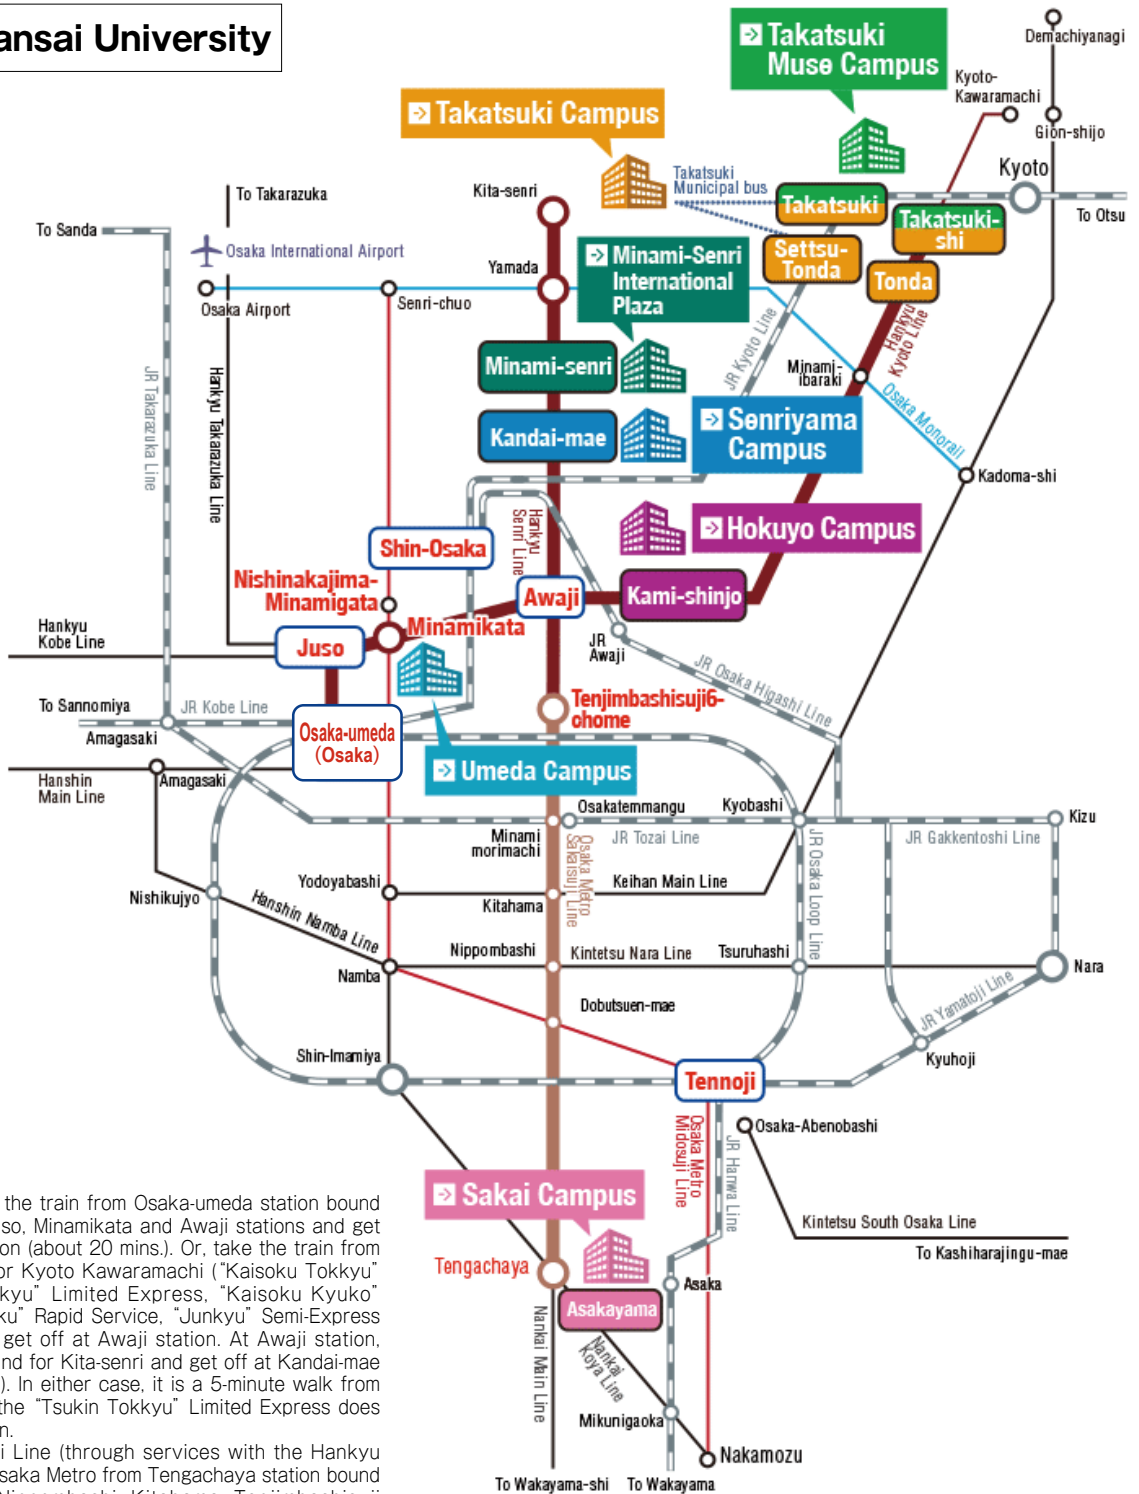 ansai University
Takatsuki
Muse Campus
Demachiyanagi
Kyoto-
Kawaramachi
Gion-shijo
Takatsuki Campus
Kyoto
Takatsuki
Municipal bus
Kita-senri
To Takarazuka
Takatsuki
To Otsu
Takatsuki-
shi
To Sanda
Osaka International Airport
Minami-Senri
International
Plaza
Settsu-
Tonda
Yamada
Tonda
Osaka Airport
Senri-chuo
Hankyu
Kyoto Line
JR Kyoto Line
Minami-senri
Minami-
ibaraki
JR Takarazuka Line
Hankyu Takarazuka Line
Osaka Monorail
Kandai-mae
Senriyama
Campus
Kadoma-shi
Hankyu
Senri Line
Hokuyo Campus
Shin-Osaka
Nishinakajima-
Minamigata
Awaji
Kami-shinjo
Hankyu
Kobe Line
Juso
Minamikata
JR
Awaji
JR Osaka Higashi Line
To Sannomiya
JR Kobe Line
Tenjimbashisuji6-
chome
Amagasaki
Osaka-umeda
(Osaka)
Umeda Campus
Hanshin
Main Line
Amagasaki
Osakatemmangu
Kyobashi
Kizu
Minami
morimachi
JR Tozai Line
JR Gakkentoshi Line
Osaka Metro
Sakaisuji Line
JR Osaka Loop Line
Yodoyabashi
Keihan Main Line
Nishikujyo
Kitahama
Hanshin Namba Line
Nippombashi
Kintetsu Nara Line
Tsuruhashi
Namba
Nara
Dobutsuen-mae
JR Yamatoji Line
Shin-Imamiya
Kyuhoji
Tennoji
Osaka Metro
Midosuji Line
JR Hanwa Line
Osaka-Abenobashi
Sakai Campus
Kintetsu South Osaka Line
To Kashiharajingu-mae
Tengachaya
Asaka
Asakayama
Nankai Main Line
Nankai
Koya Line
Mikunigaoka
Nakamozu
To Wakayama-shi
To Wakayama
the train from Osaka-umeda station bound
so, Minamikata and Awaji stations and get
on (about 20 mins.). Or, take the train from
or Kyoto Kawaramachi ("Kaisoku Tokkyu"
kyu" Limited Express, "Kaisoku Kyuko"
ku" Rapid Service, "Junkyu" Semi-Express
get off at Awaji station. At Awaji station,
nd for Kita-senri and get off at Kandai-mae
). In either case, it is a 5-minute walk from
the "Tsukin Tokkyu" Limited Express does
n.
i Line (through services with the Hankyu
saka Metro from Tengachaya station bound